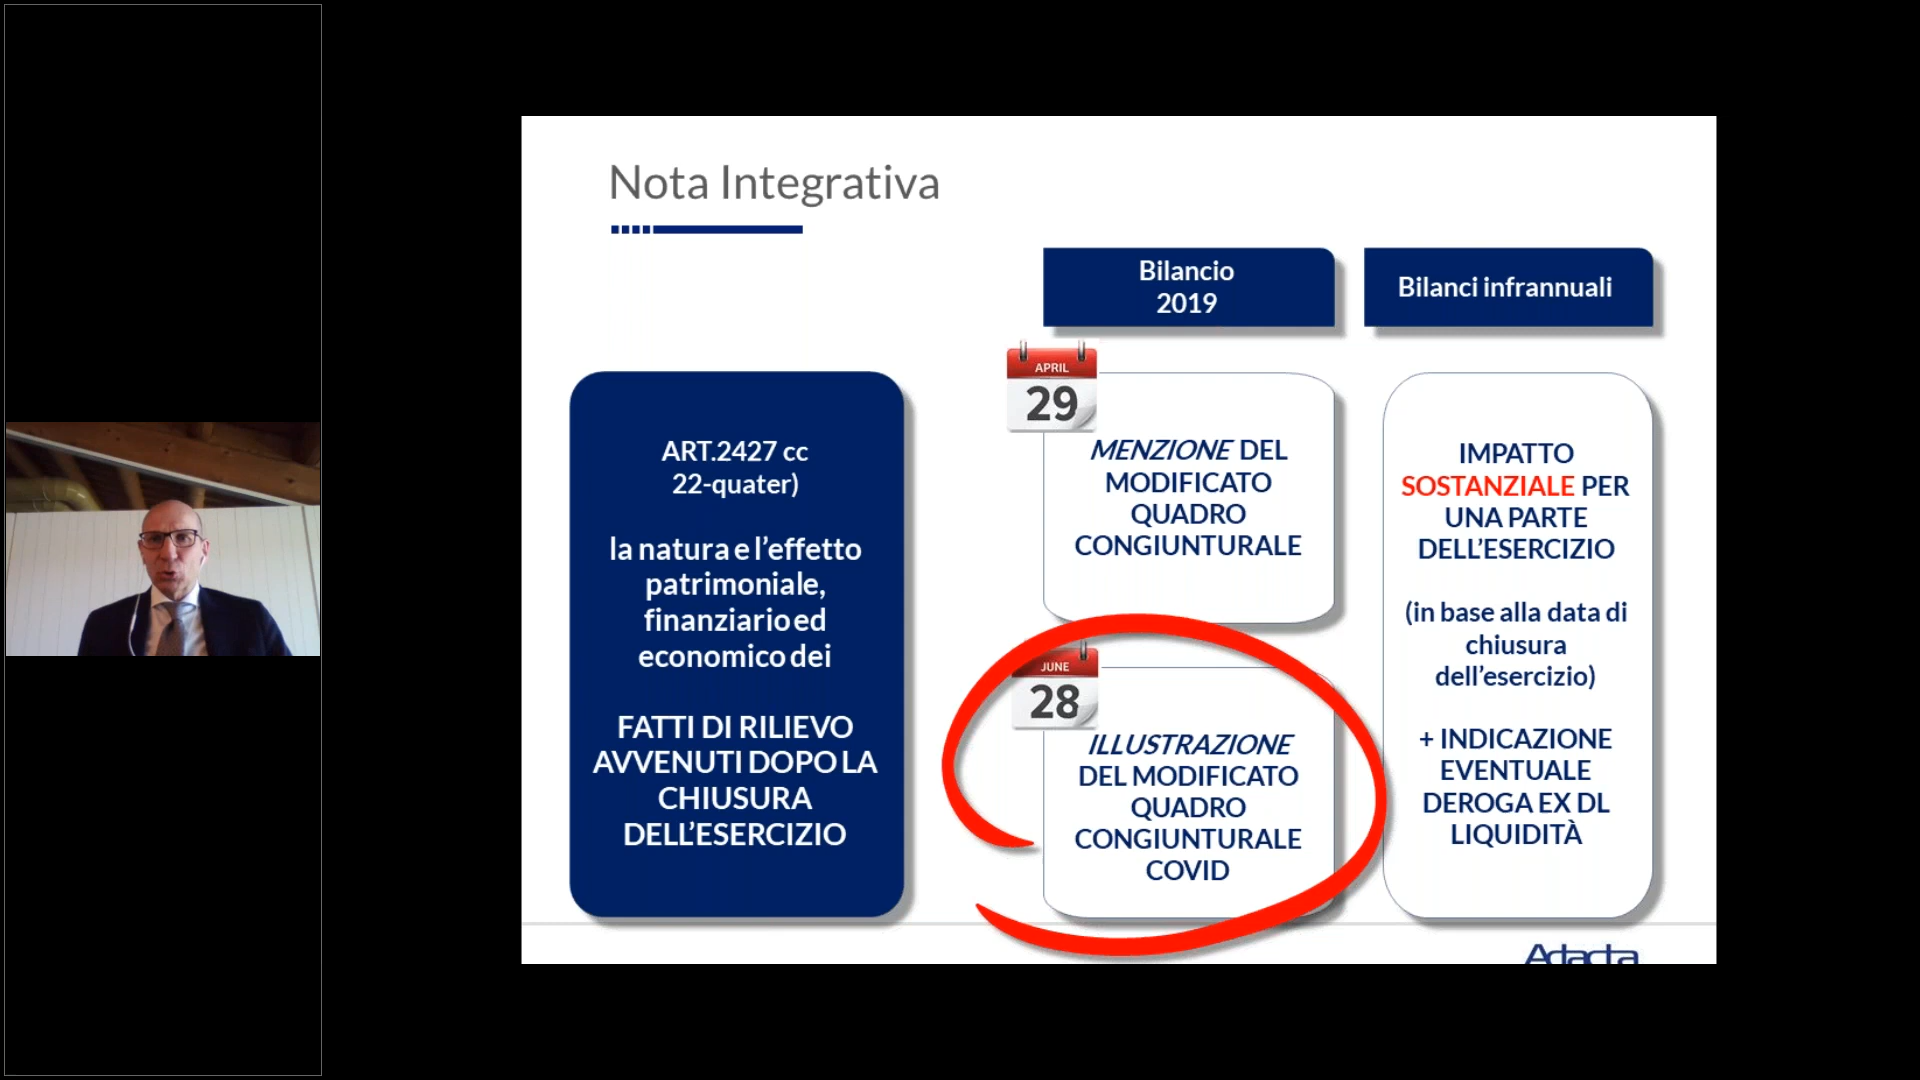 Nota Integrativa
Bilancio
2019
Bilanci infrannuali
ART.2427 cc
22-quater)
la natura e l’effetto
patrimoniale,
finanziario ed
economico dei
FATTI DI RILIEVO
AVVENUTI DOPO LA
CHIUSURA
DELL’ESERCIZIO
APRIL
29
MENZIONE DEL
MODIFICATO
QUADRO
CONGIUNTURALE
JUNE
28
ILLUSTRAZIONE
DEL MODIFICATO
QUADRO
CONGIUNTURALE
COVID
IMPATTO
SOSTANZIALE PER
UNA PARTE
DELL’ESERCIZIO
(in base alla data di
chiusura
dell’esercizio)
+ INDICAZIONE
EVENTUALE
DEROGA EX DL
LIQUIDITÀ
Adacta